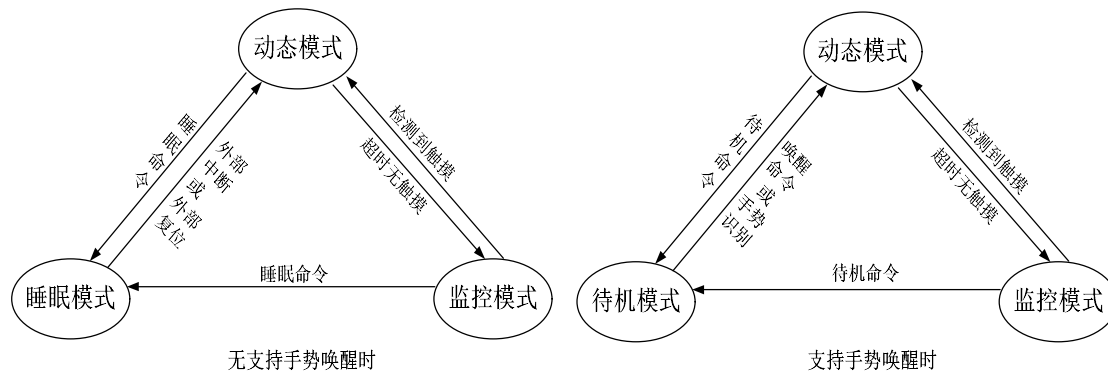 动态模式
睡眠命令
外部中断或外部复位
检测到触摸
超时无触摸
睡眠模式
睡眠命令
监控模式
无支持手势唤醒时
动态模式
待机命令
唤醒命令或手势识别
检测到触摸
超时无触摸
待机模式
待机命令
监控模式
支持手势唤醒时